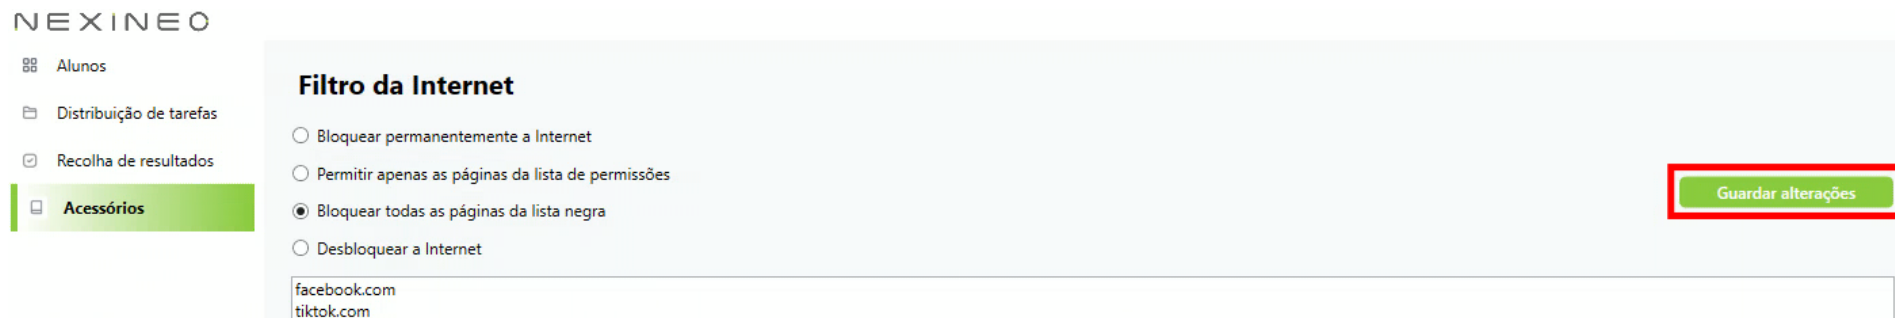 NEXINEO
Alunos
Distribuição de tarefas
Recolha de resultados
Acessórios
Filtro da Internet
Bloquear permanentemente a Internet
Permitir apenas as páginas da lista de permissões
Bloquear todas as páginas da lista negra
Desbloquear a Internet
Guardar alterações
facebook.com
tiktok.com